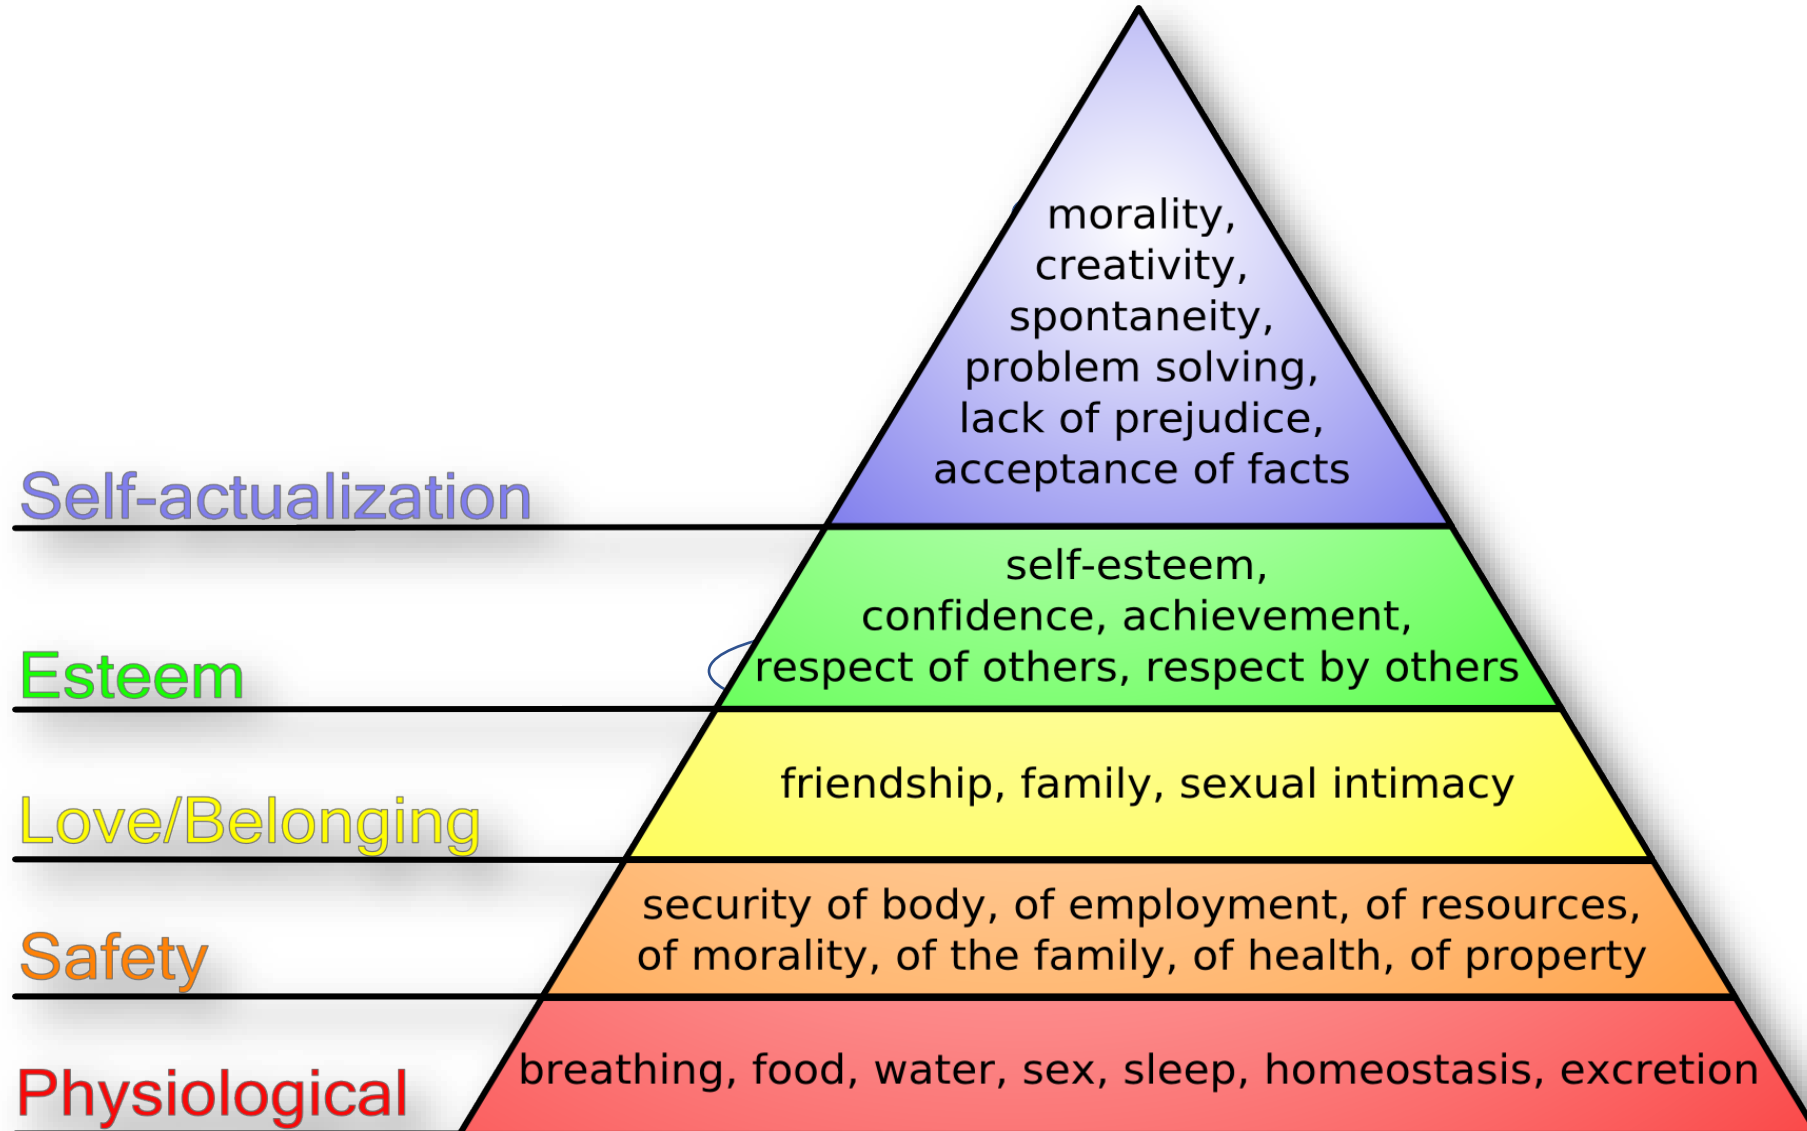 morality,
creativity,
spontaneity,
problem solving,
lack of prejudice,
acceptance of facts
Self-actualization
self-esteem,
confidence, achievement,
respect of others, respect by others
Esteem
friendship, family, sexual intimacy
Love/Belonging
security of body, of employment, of resources,
of morality, of the family, of health, of property
Safety
breathing, food, water, sex, sleep, homeostasis, excretion
Physiological